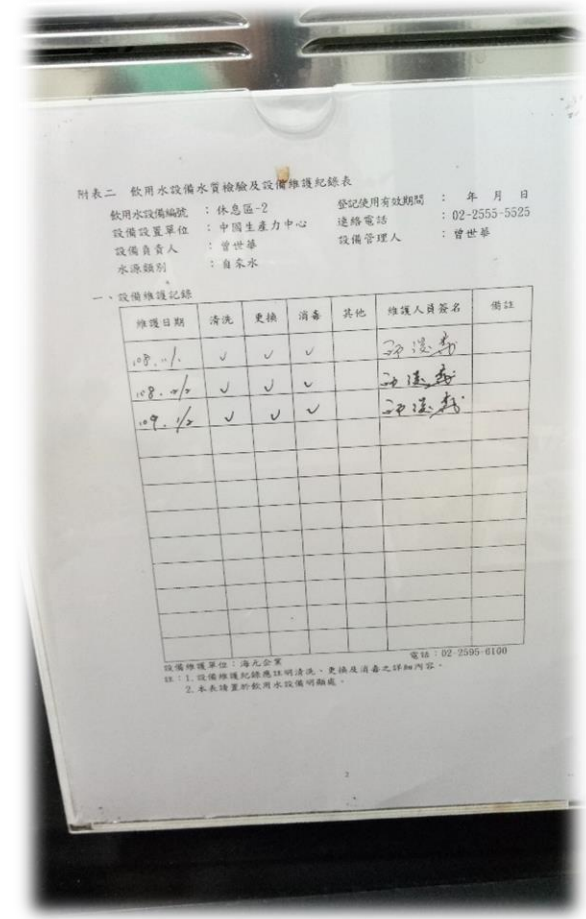 附表二 飲用水設備水質檢驗及設備維護紀錄表
飲用水設備編號 ：休息區-2 登記使用有效期間 ： 年 月 日
設備設置單位 ：中国生產力中心 連絡電話 ：02-2555-5525
設備負責人 ：曾世華 設備管理人 ：曾世華
水源類別 ：自來水
一、設備維護記錄
維護日期 清洗 更換 消毒 其他 維護人員簽名 備註
108. ✓ ✓ ✓
108. ✓ ✓ ✓
109. 1/2 ✓ ✓ ✓
設備維護單位：海九企業 電話：02-2595-6100
註：1.設備維護紀錄應註明清洗、更換及消毒之詳細內容。
2.本表請置於飲用水設備明顯處。
2